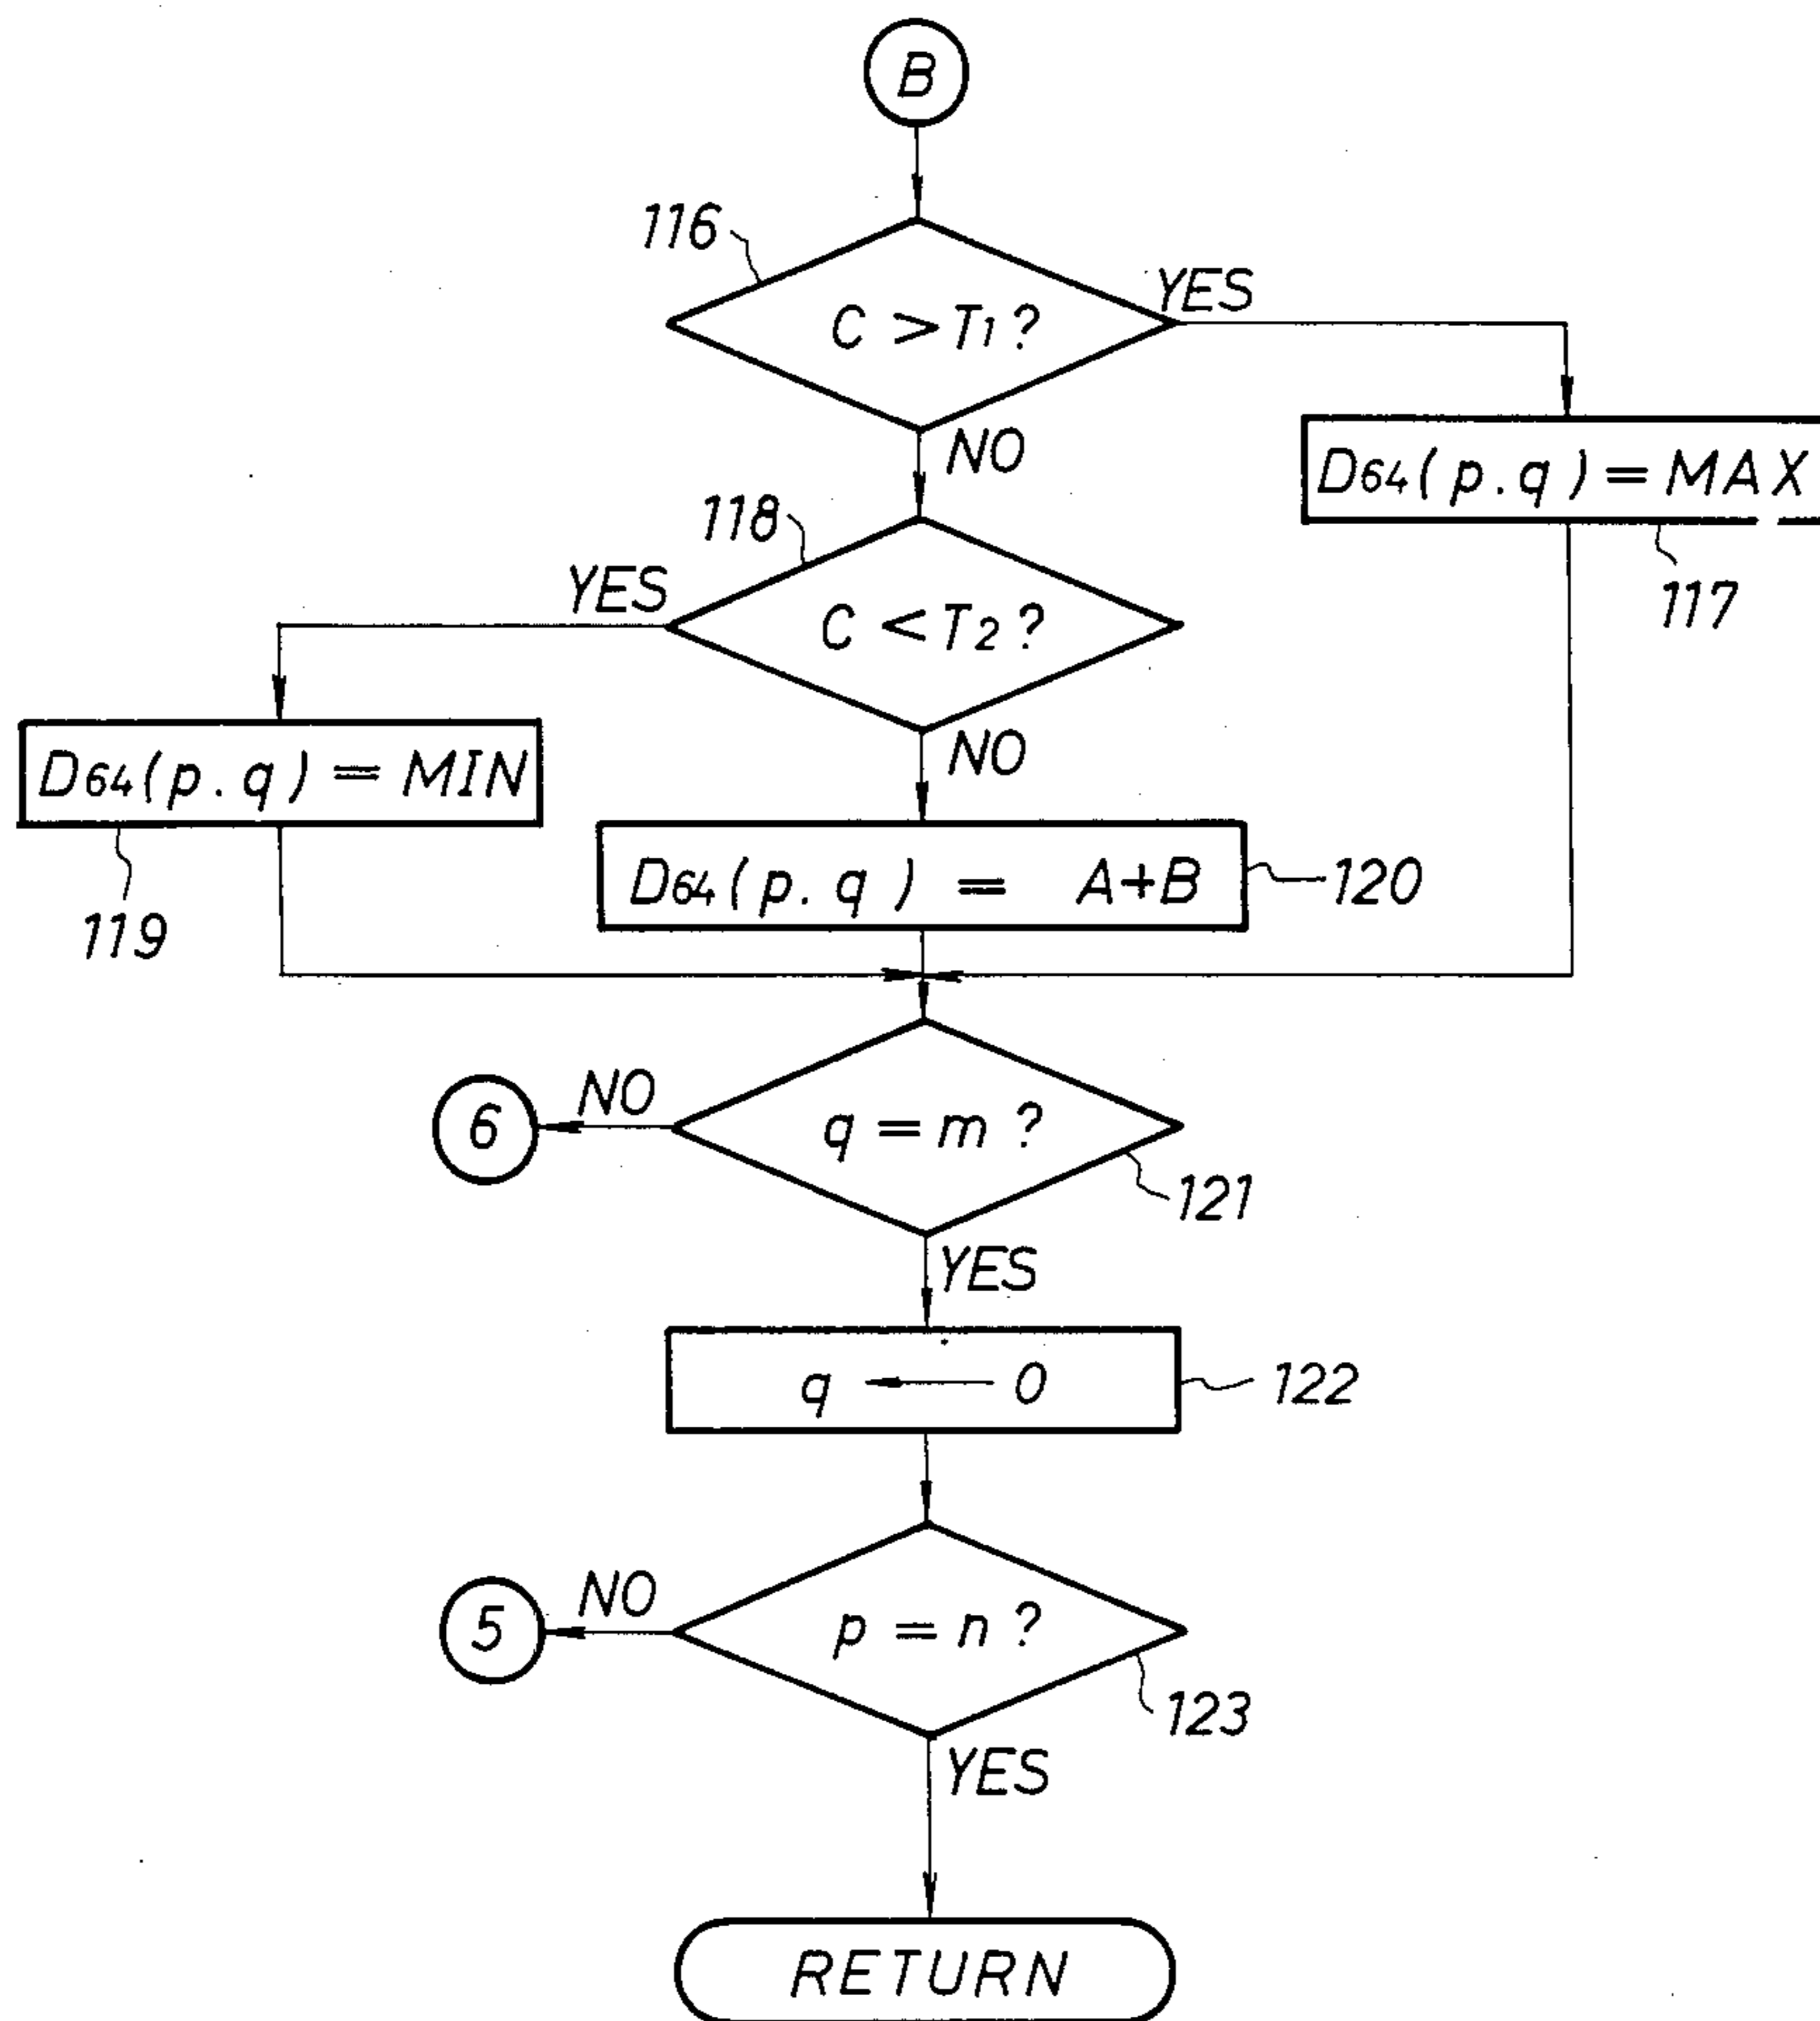 B
116
YES
C > T1 ?
NO
D64(p.q) = MAX
117
118
YES
C < T2 ?
NO
D64(p.q) = MIN
119
D64(p.q) = A+B
120
NO
6
q = m ?
121
YES
q ← 0
122
NO
5
p = n ?
123
YES
RETURN